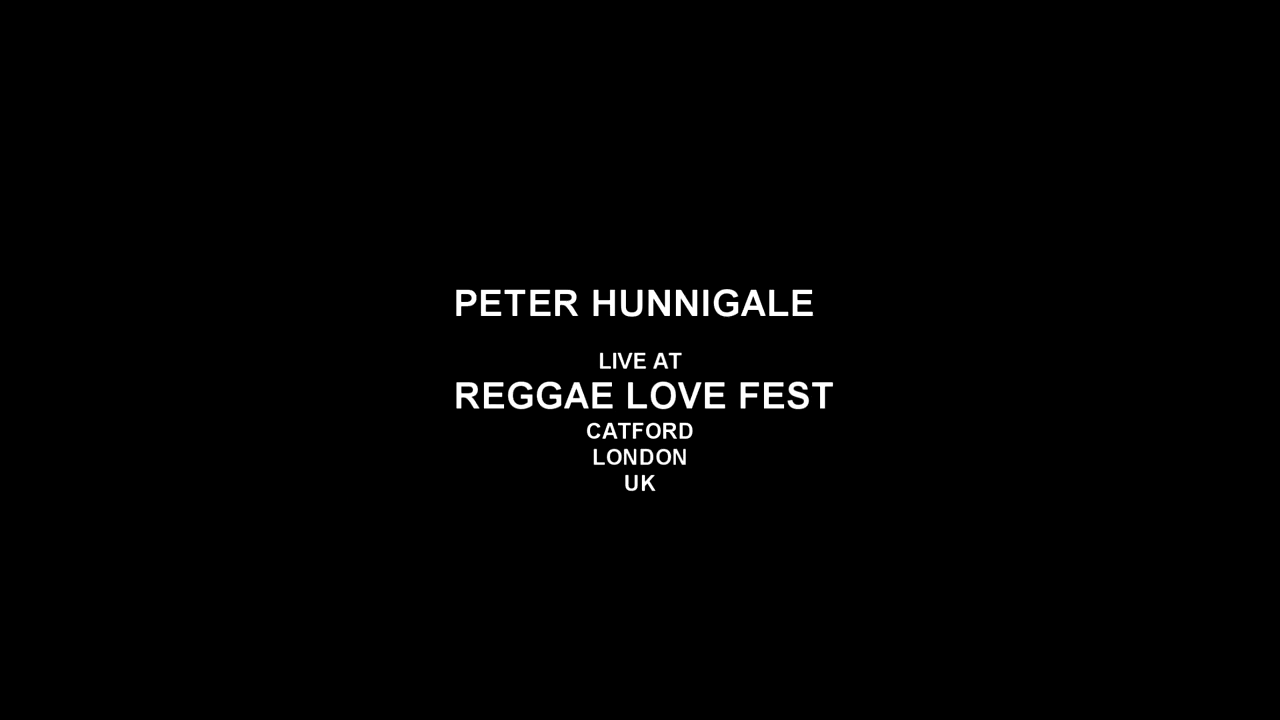 PETER HUNNIGALE
LIVE AT
REGGAE LOVE FEST
CATFORD
LONDON
UK